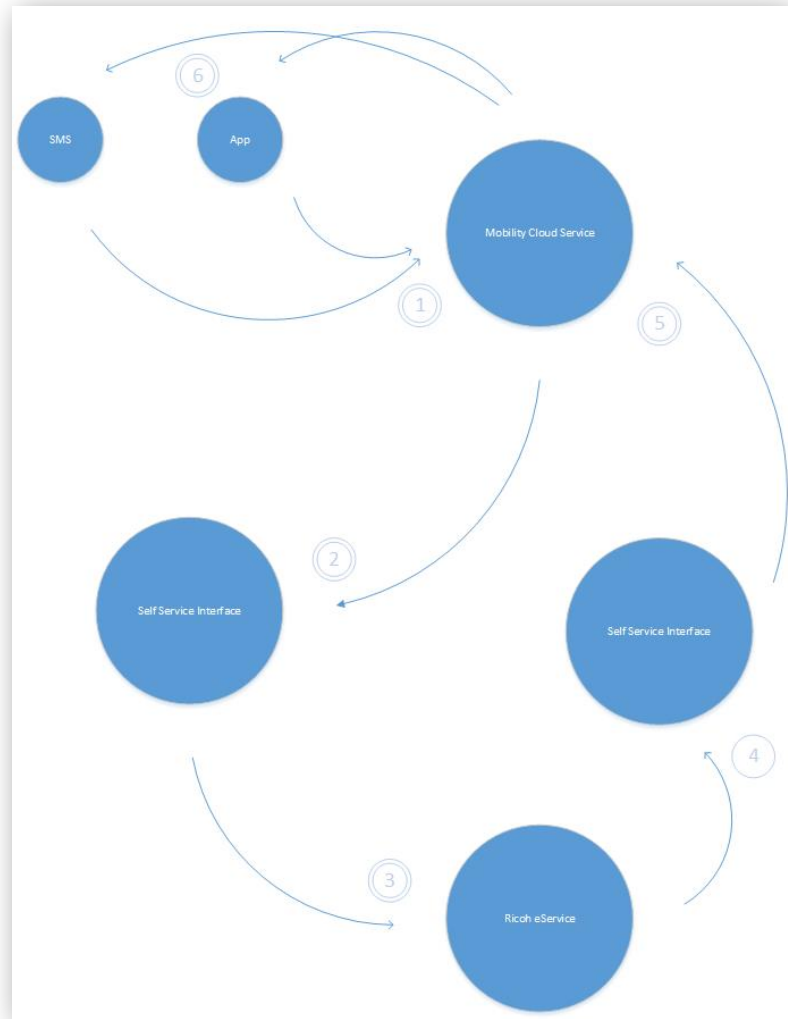 6
SMS
App
Mobility Cloud Service
1
5
2
Self Service Interface
Self Service Interface
4
3
Ricoh eService